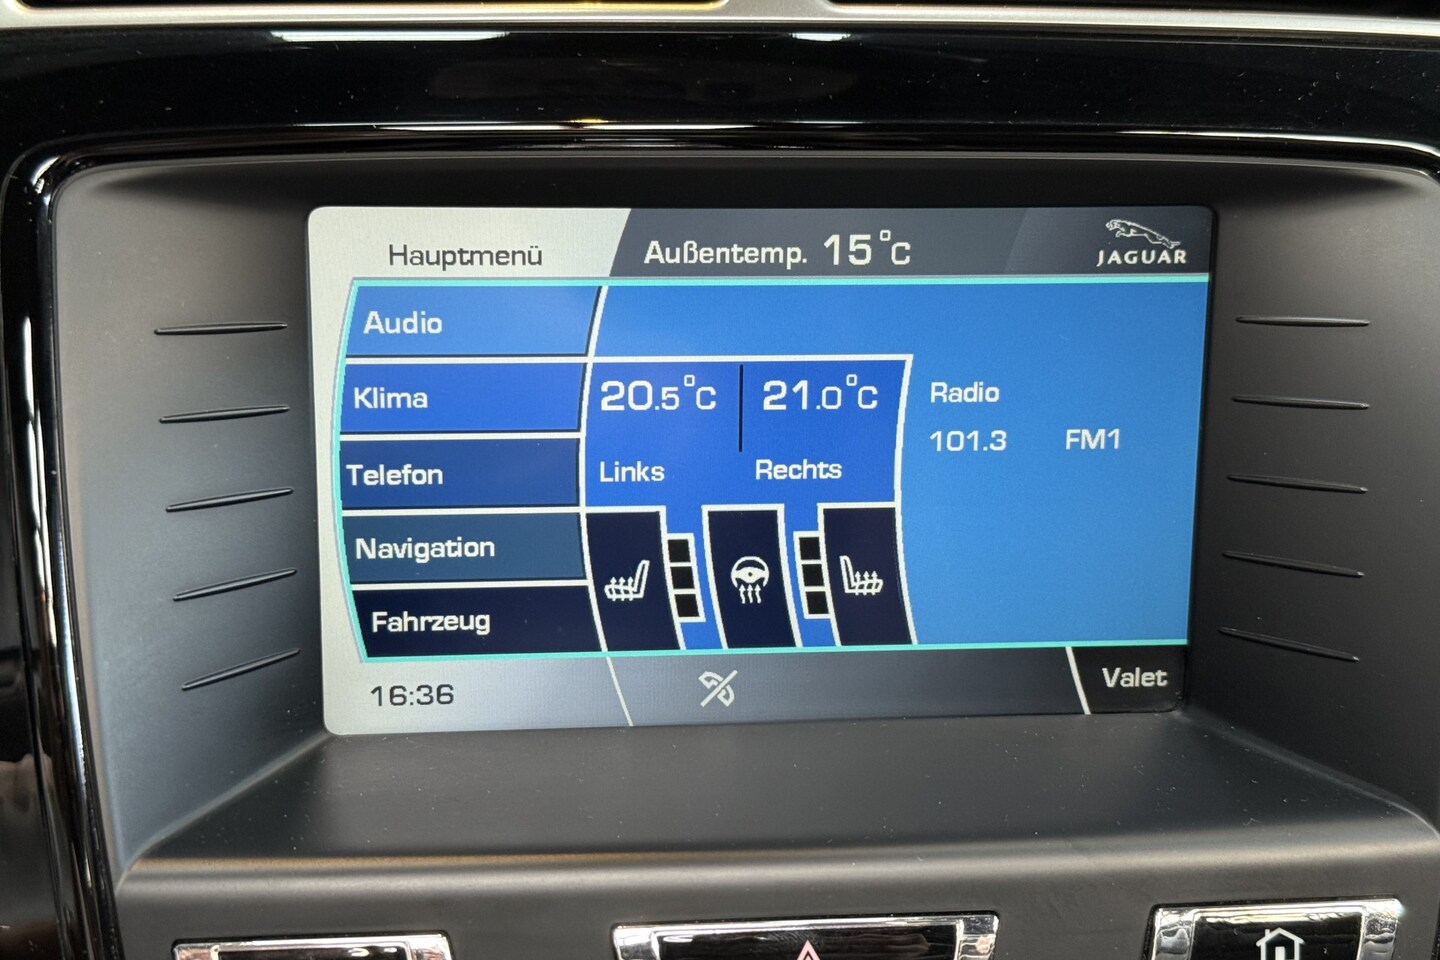 Hauptmenü
Außentemp. 15°C
JAGUAR
Audio
Klima
Telefon
Navigation
Fahrzeug
20.5°C
21.0°C
Links
Rechts
Radio
101.3 FM1
16:36
Valet